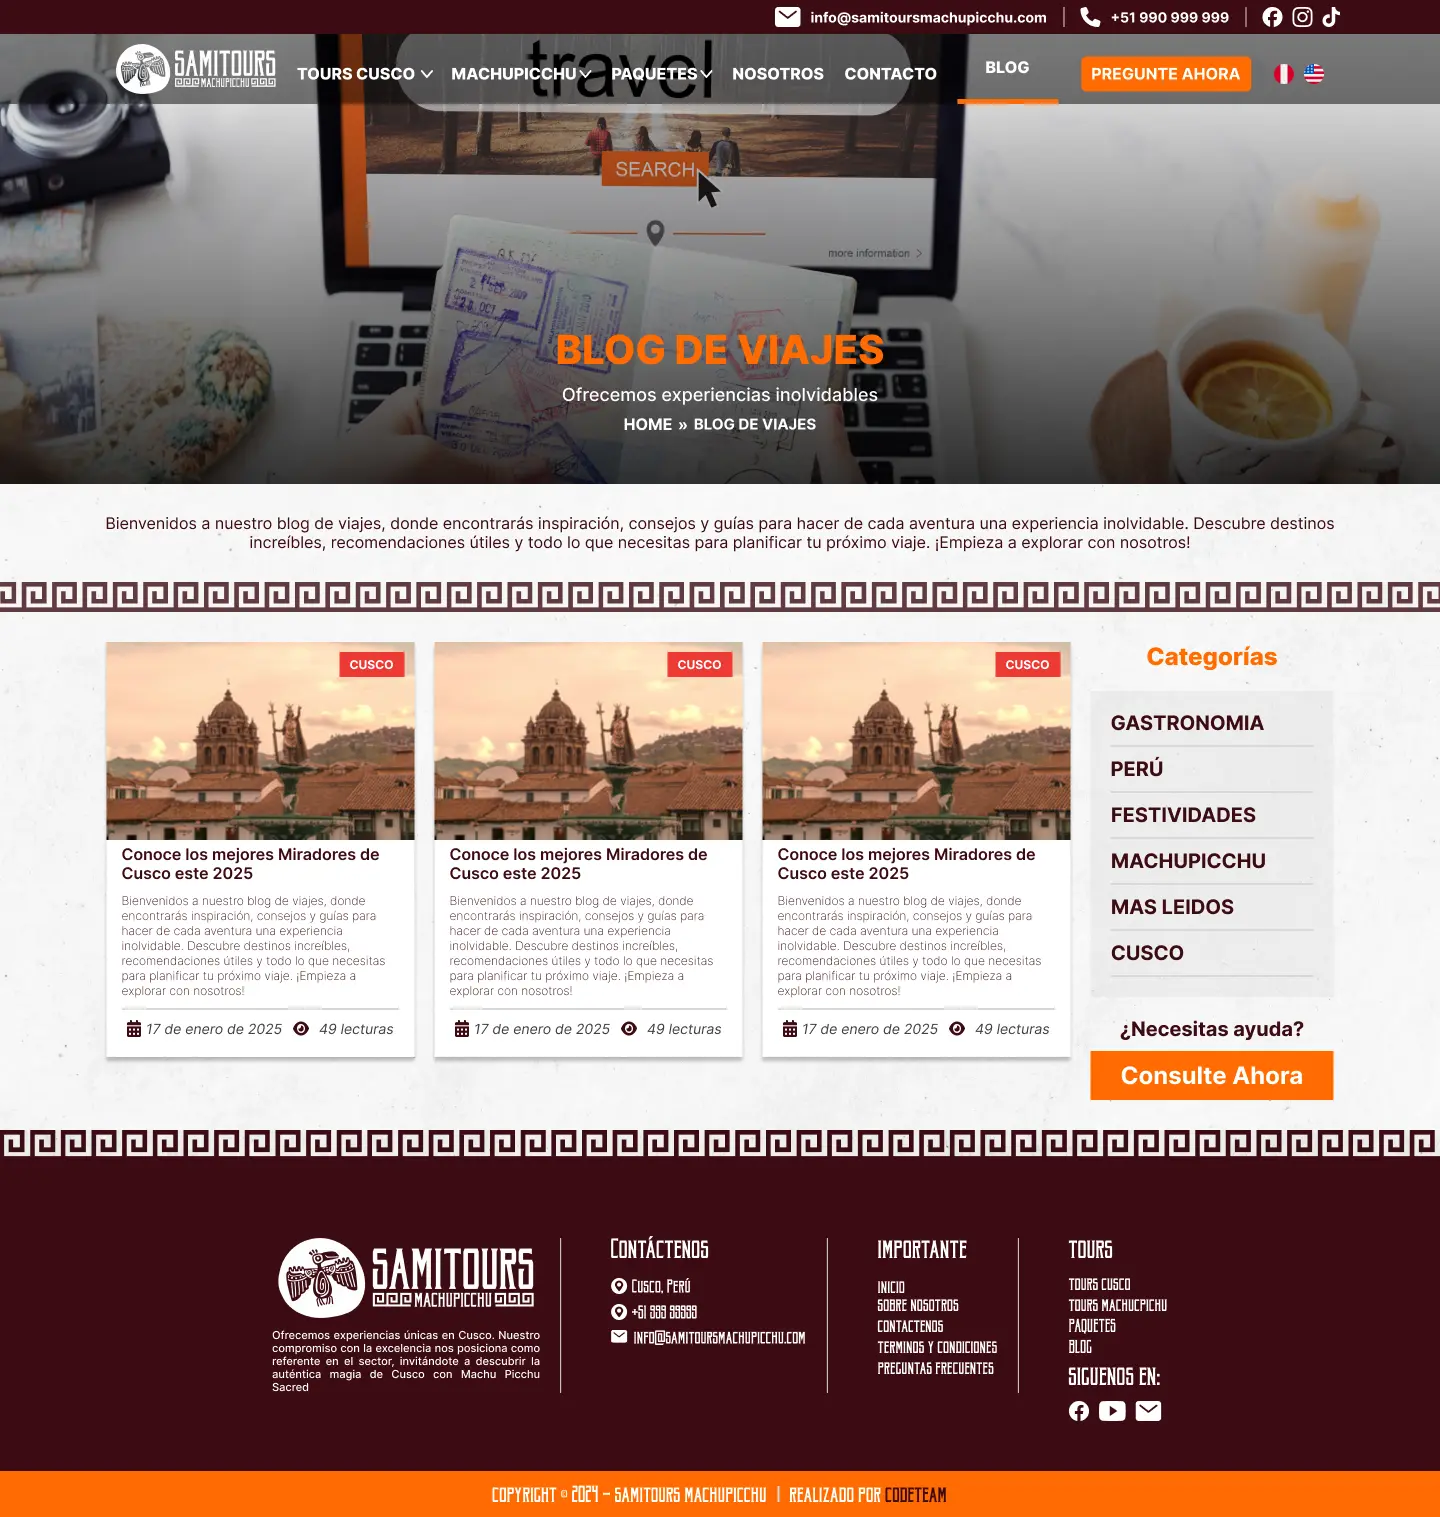 info@samitoursmachupicchu.com
+51 990 999 999
SAMITOURS
MACHUPICCHU
TOURS CUSCO
MACHUPICCHU
PAQUETES
NOSOTROS
CONTACTO
BLOG
PREGUNTE AHORA
travel
SEARCH
more information
BLOG DE VIAJES
Ofrecemos experiencias inolvidables
HOME » BLOG DE VIAJES
Bienvenidos a nuestro blog de viajes, donde encontrarás inspiración, consejos y guías para hacer de cada aventura una experiencia inolvidable. Descubre destinos
increíbles, recomendaciones útiles y todo lo que necesitas para planificar tu próximo viaje. ¡Empieza a explorar con nosotros!
CUSCO
Conoce los mejores Miradores de
Cusco este 2025
Bienvenidos a nuestro blog de viajes, donde
encontrarás inspiración, consejos y guías para
hacer de cada aventura una experiencia
inolvidable. Descubre destinos increíbles,
recomendaciones útiles y todo lo que necesitas
para planificar tu próximo viaje. ¡Empieza a
explorar con nosotros!
17 de enero de 2025
49 lecturas
CUSCO
Conoce los mejores Miradores de
Cusco este 2025
Bienvenidos a nuestro blog de viajes, donde
encontrarás inspiración, consejos y guías para
hacer de cada aventura una experiencia
inolvidable. Descubre destinos increíbles,
recomendaciones útiles y todo lo que necesitas
para planificar tu próximo viaje. ¡Empieza a
explorar con nosotros!
17 de enero de 2025
49 lecturas
CUSCO
Conoce los mejores Miradores de
Cusco este 2025
Bienvenidos a nuestro blog de viajes, donde
encontrarás inspiración, consejos y guías para
hacer de cada aventura una experiencia
inolvidable. Descubre destinos increíbles,
recomendaciones útiles y todo lo que necesitas
para planificar tu próximo viaje. ¡Empieza a
explorar con nosotros!
17 de enero de 2025
49 lecturas
Categorías
GASTRONOMIA
PERÚ
FESTIVIDADES
MACHUPICCHU
MAS LEIDOS
CUSCO
¿Necesitas ayuda?
Consulte Ahora
SAMITOURS
MACHUPICCHU
Ofrecemos experiencias únicas en Cusco. Nuestro
compromiso con la excelencia nos posiciona como
referente en el sector, invitándote a descubrir la
auténtica magia de Cusco con Machu Picchu
Sacred
CONTÁCTENOS
CUSCO, PERÚ
+51 999 99999
INFO@SAMITOURSMACHUPICCHU.COM
IMPORTANTE
INICIO
SOBRE NOSOTROS
CONTACTENOS
TERMINOS Y CONDICIONES
PREGUNTAS FRECUENTES
TOURS
TOURS CUSCO
TOURS MACHUCPICHU
PAQUETES
BLOG
SIGUENOS EN:
COPYRIGHT © 2024 - SAMITOURS MACHUPICCHU | REALIZADO POR CODETEAM